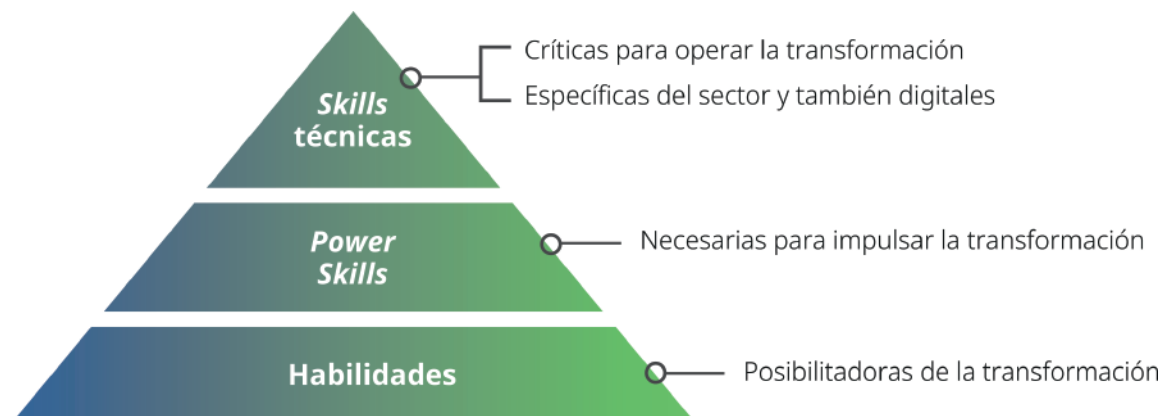 Skills
técnicas
Críticas para operar la transformación
Específicas del sector y también digitales
Power
Skills
Necesarias para impulsar la transformación
Habilidades
Posibilitadoras de la transformación